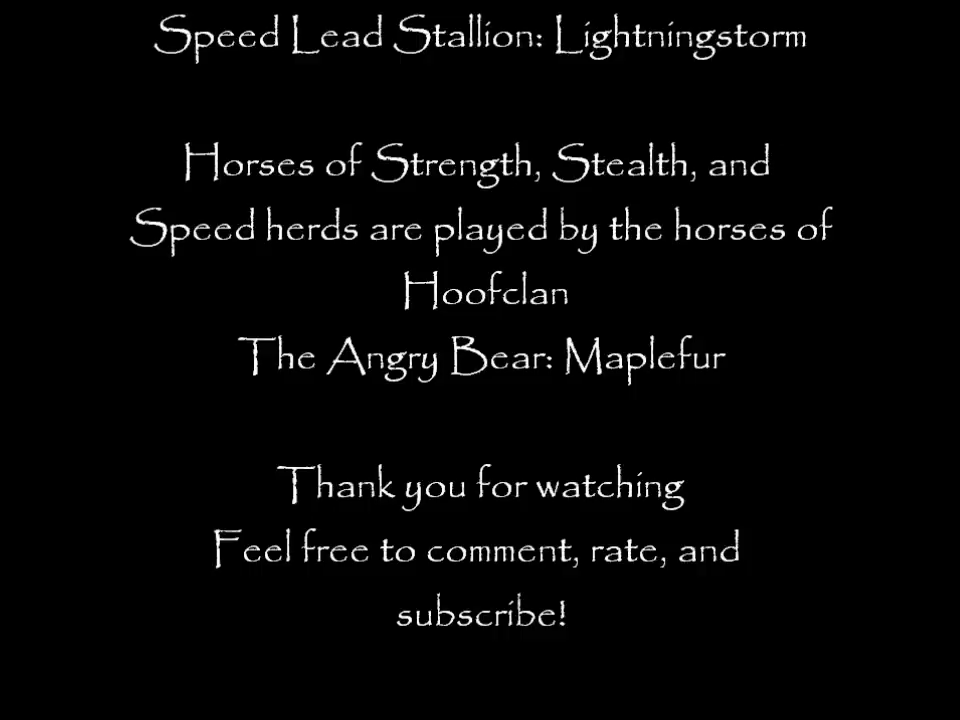 Speed Lead Stallion: Lightningstorm
Horses of Strength, Stealth, and
Speed herds are played by the horses of
Hoofclan
The Angry Bear: Maplefur
Thank you for watching
Feel free to comment, rate, and
subscribe!